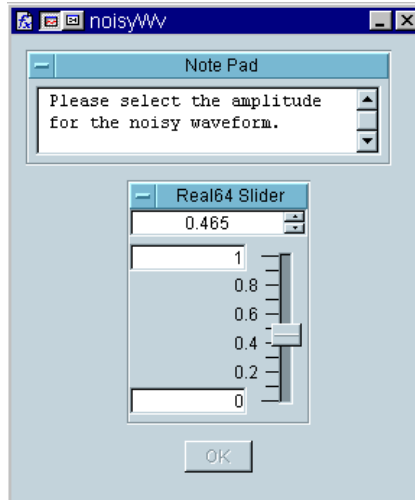 noisyWv
Note Pad
Please select the amplitude
for the noisy waveform.
Real64 Slider
0.465
1
0.8
0.6
0.4
0.2
0
OK